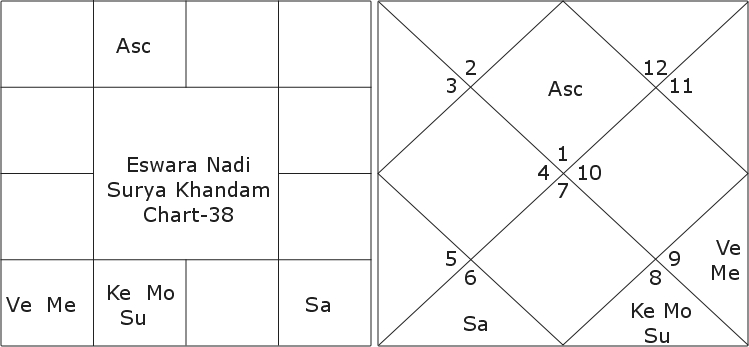 Asc
Eswara Nadi
Surya Khandam
Chart-38
Ve Me
Ke Mo
Su
Sa
2
12
3
Asc
11
1
4
10
7
5
9
6
8
Ve
Me
Sa
Ke Mo
Su